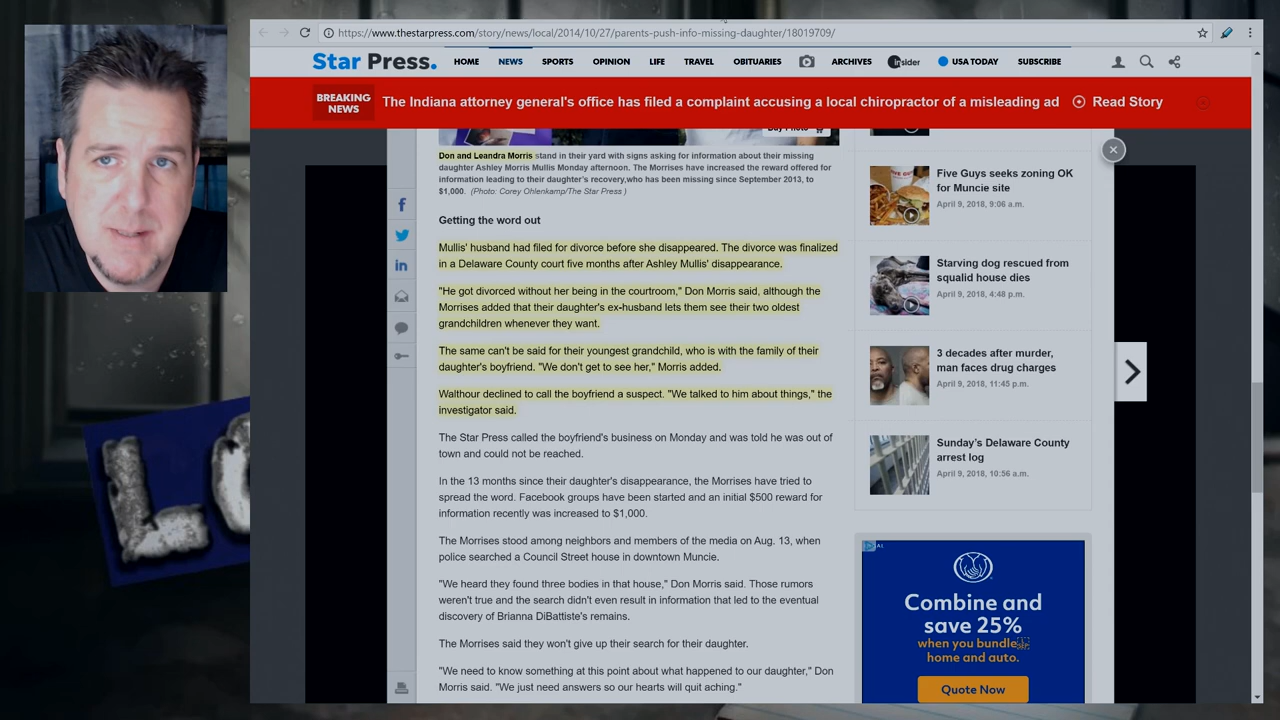 https://www.thestarpress.com/story/news/local/2014/10/27/parents-push-info-missing-daughter/18019709/
Star Press.
HOME NEWS SPORTS OPINION LIFE TRAVEL OBITUARIES ARCHIVES Insider USA TODAY SUBSCRIBE
BREAKING
NEWS
The Indiana attorney general's office has filed a complaint accusing a local chiropractor of a misleading ad
Read Story
Buy Photo
Don and Leandra Morris stand in their yard with signs asking for information about their missing
daughter Ashley Morris Mullis Monday afternoon. The Morrises have increased the reward offered for
information leading to their daughter's recovery,who has been missing since September 2013, to
$1,000. (Photo: Corey Ohlenkamp/The Star Press )
Getting the word out
Mullis' husband had filed for divorce before she disappeared. The divorce was finalized
in a Delaware County court five months after Ashley Mullis' disappearance.
"He got divorced without her being in the courtroom," Don Morris said, although the
Morrises added that their daughter's ex-husband lets them see their two oldest
grandchildren whenever they want.
The same can't be said for their youngest grandchild, who is with the family of their
daughter's boyfriend. "We don't get to see her," Morris added.
Walthour declined to call the boyfriend a suspect. "We talked to him about things," the
investigator said.
The Star Press called the boyfriend's business on Monday and was told he was out of
town and could not be reached.
In the 13 months since their daughter's disappearance, the Morrises have tried to
spread the word. Facebook groups have been started and an initial $500 reward for
information recently was increased to $1,000.
The Morrises stood among neighbors and members of the media on Aug. 13, when
police searched a Council Street house in downtown Muncie.
"We heard they found three bodies in that house," Don Morris said. Those rumors
weren't true and the search didn't even result in information that led to the eventual
discovery of Brianna DiBattiste's remains.
The Morrises said they won't give up their search for their daughter.
"We need to know something at this point about what happened to our daughter," Don
Morris said. "We just need answers so our hearts will quit aching."
Five Guys seeks zoning OK
for Muncie site
April 9, 2018, 9:06 a.m.
Starving dog rescued from
squalid house dies
April 9, 2018, 4:48 p.m.
3 decades after murder,
man faces drug charges
April 9, 2018, 11:45 p.m.
Sunday's Delaware County
arrest log
April 9, 2018, 10:56 a.m.
Combine and
save 25%
when you bundle
home and auto.
Quote Now